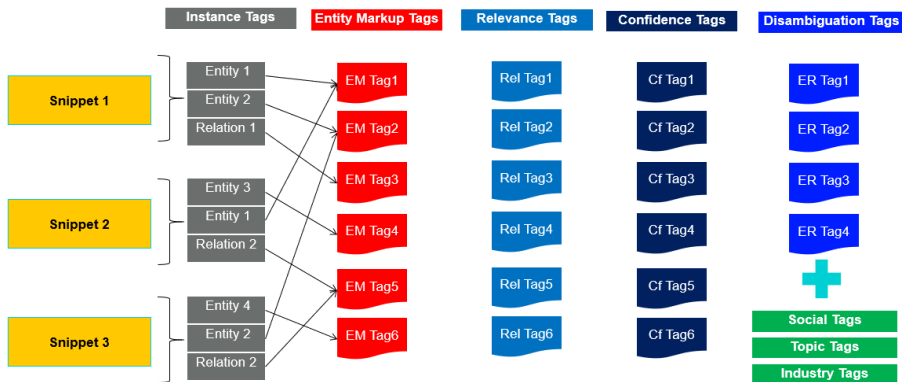 Instance Tags
Entity Markup Tags
Relevance Tags
Confidence Tags
Disambiguation Tags
Snippet 1
Entity 1
Entity 2
Relation 1
Snippet 2
Entity 3
Entity 1
Relation 2
Snippet 3
Entity 4
Entity 2
Relation 2
EM Tag1
EM Tag2
EM Tag3
EM Tag4
EM Tag5
EM Tag6
Rel Tag1
Rel Tag2
Rel Tag3
Rel Tag4
Rel Tag5
Rel Tag6
Cf Tag1
Cf Tag2
Cf Tag3
Cf Tag4
Cf Tag5
Cf Tag6
ER Tag1
ER Tag2
ER Tag3
ER Tag4
Social Tags
Topic Tags
Industry Tags